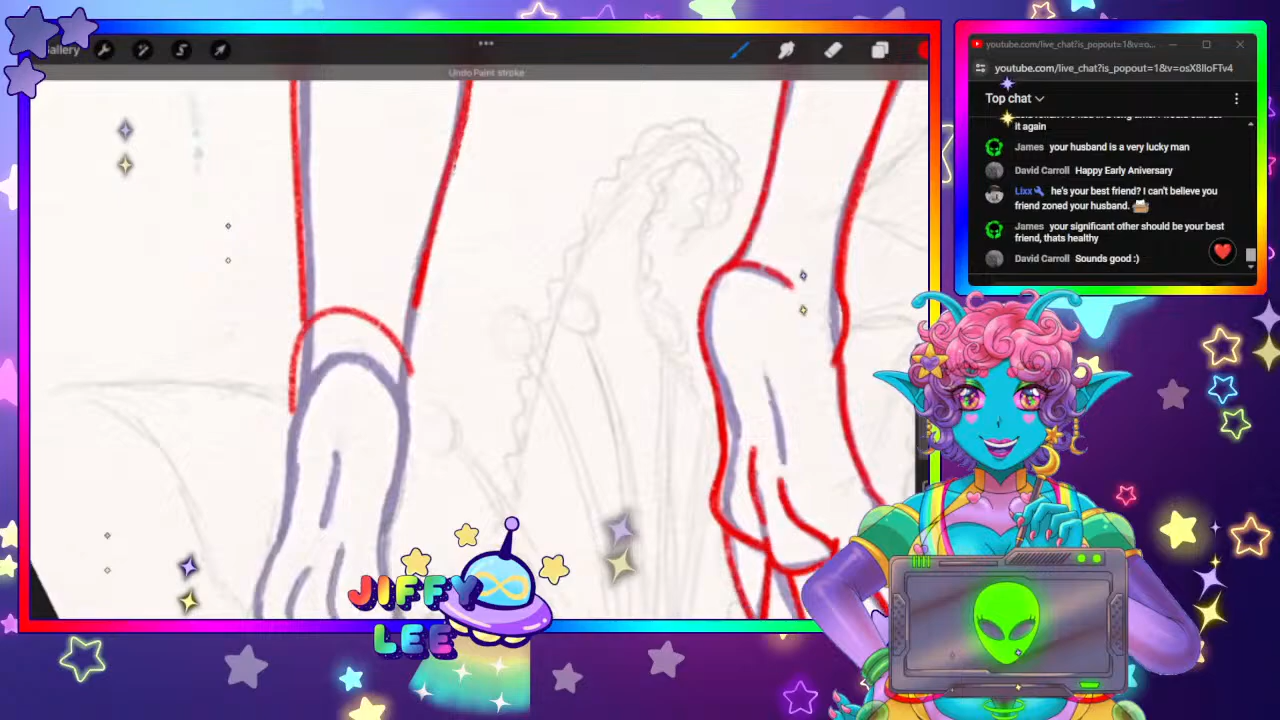 Gallery
Undo Paint stroke
youtube.com/live_chat?is_popout=1&v=o...
youtube.com/live_chat?is_popout=1&v=osX8IloFTv4
Top chat
it again
James your husband is a very lucky man
David Carroll Happy Early Aniversary
Lixx he's your best friend? I can't believe you
friend zoned your husband.
James your significant other should be your best
friend, thats healthy
David Carroll Sounds good :)
JIFFY
LEE